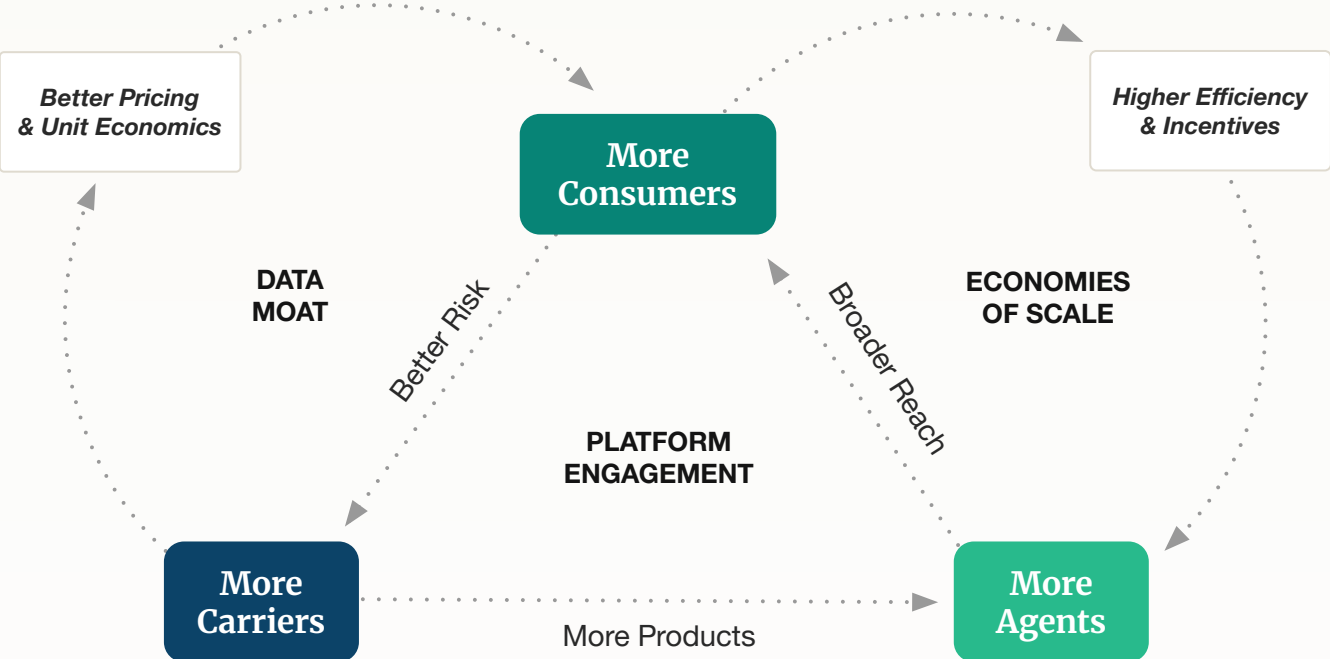 Better Pricing
& Unit Economics
More
Consumers
Higher Efficiency
& Incentives
DATA
MOAT
Better Risk
Broader Reach
ECONOMIES
OF SCALE
PLATFORM
ENGAGEMENT
More
Carriers
More Products
More
Agents